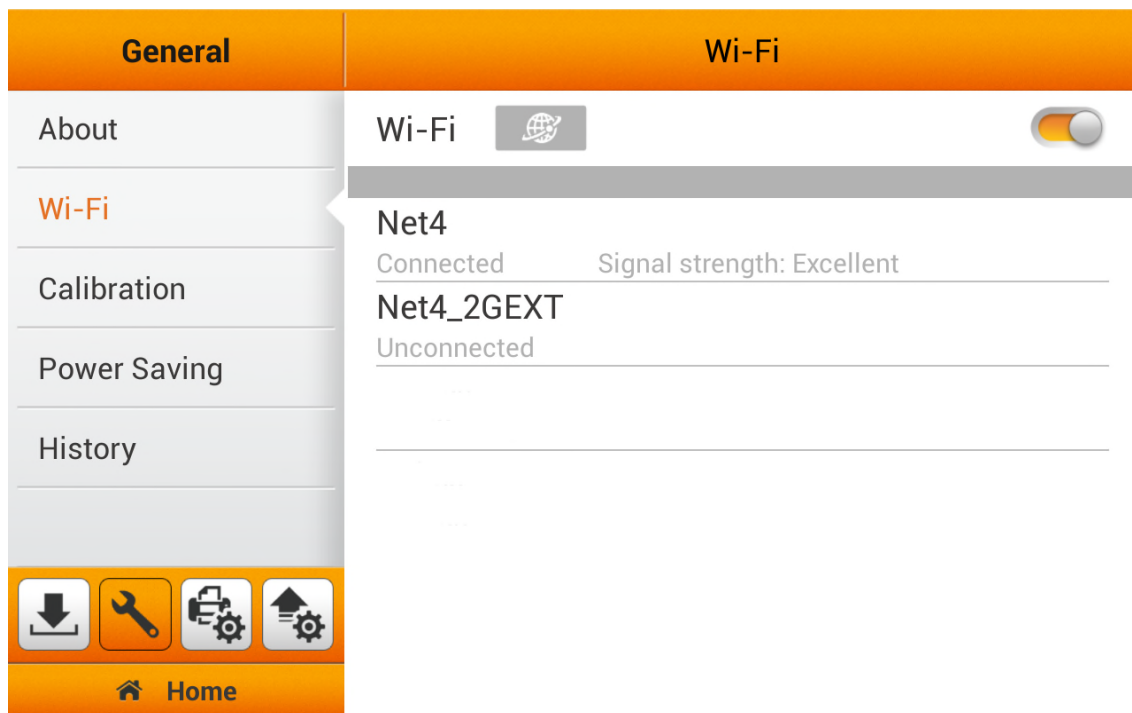 General
Wi-Fi
About
Wi-Fi
Calibration
Power Saving
History
Home
Wi-Fi
Net4
Connected Signal strength: Excellent
Net4_2GEXT
Unconnected